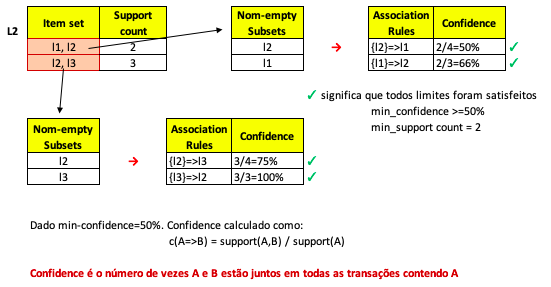 L2
Item set Support count
I1, I2 2
I2, I3 3
Nom-empty Subsets
I2
I1
Association Rules Confidence
{I2}=>I1 2/4=50% ✓
{I1}=>I2 2/3=66% ✓
✓ significa que todos limites foram satisfeitos
min_confidence >=50%
min_support count = 2
Nom-empty Subsets
I2
I3
Association Rules Confidence
{I2}=>I3 3/4=75% ✓
{I3}=>I2 3/3=100% ✓
Dado min-confidence=50%. Confidence calculado como:
c(A=>B) = support(A,B) / support(A)
Confidence é o número de vezes A e B estão juntos em todas as transações contendo A